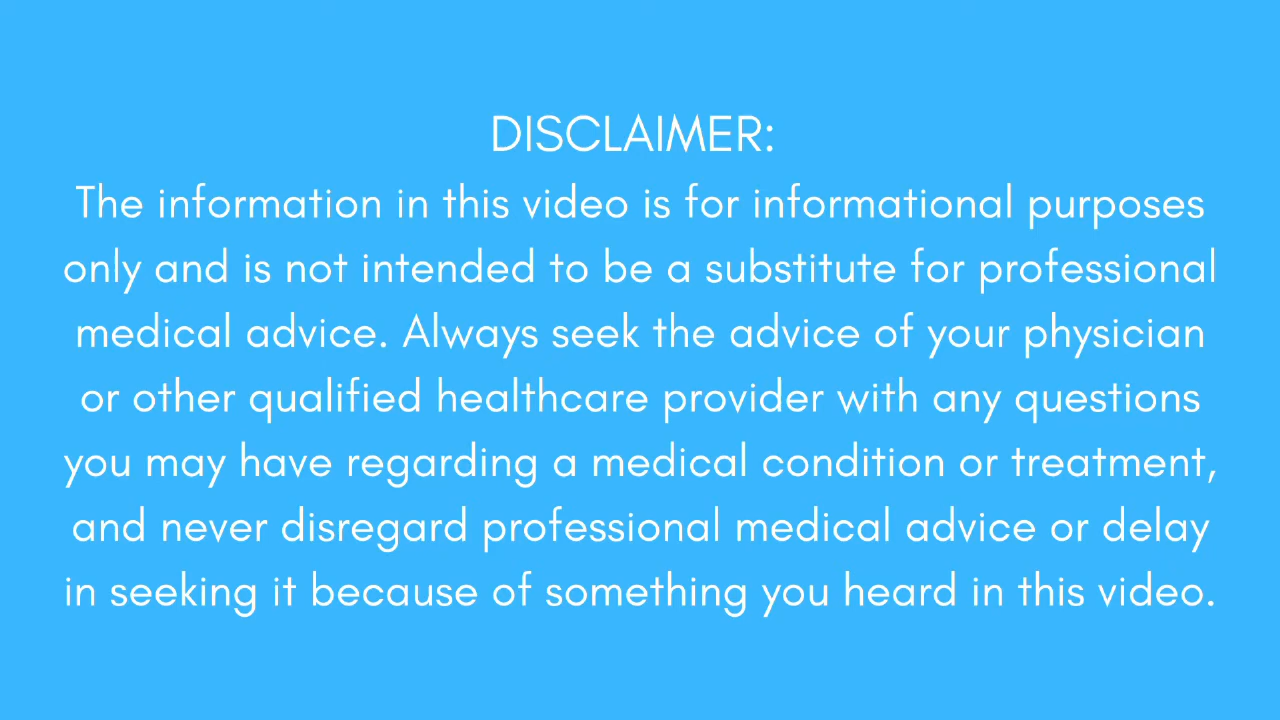 DISCLAIMER:
The information in this video is for informational purposes
only and is not intended to be a substitute for professional
medical advice. Always seek the advice of your physician
or other qualified healthcare provider with any questions
you may have regarding a medical condition or treatment,
and never disregard professional medical advice or delay
in seeking it because of something you heard in this video.